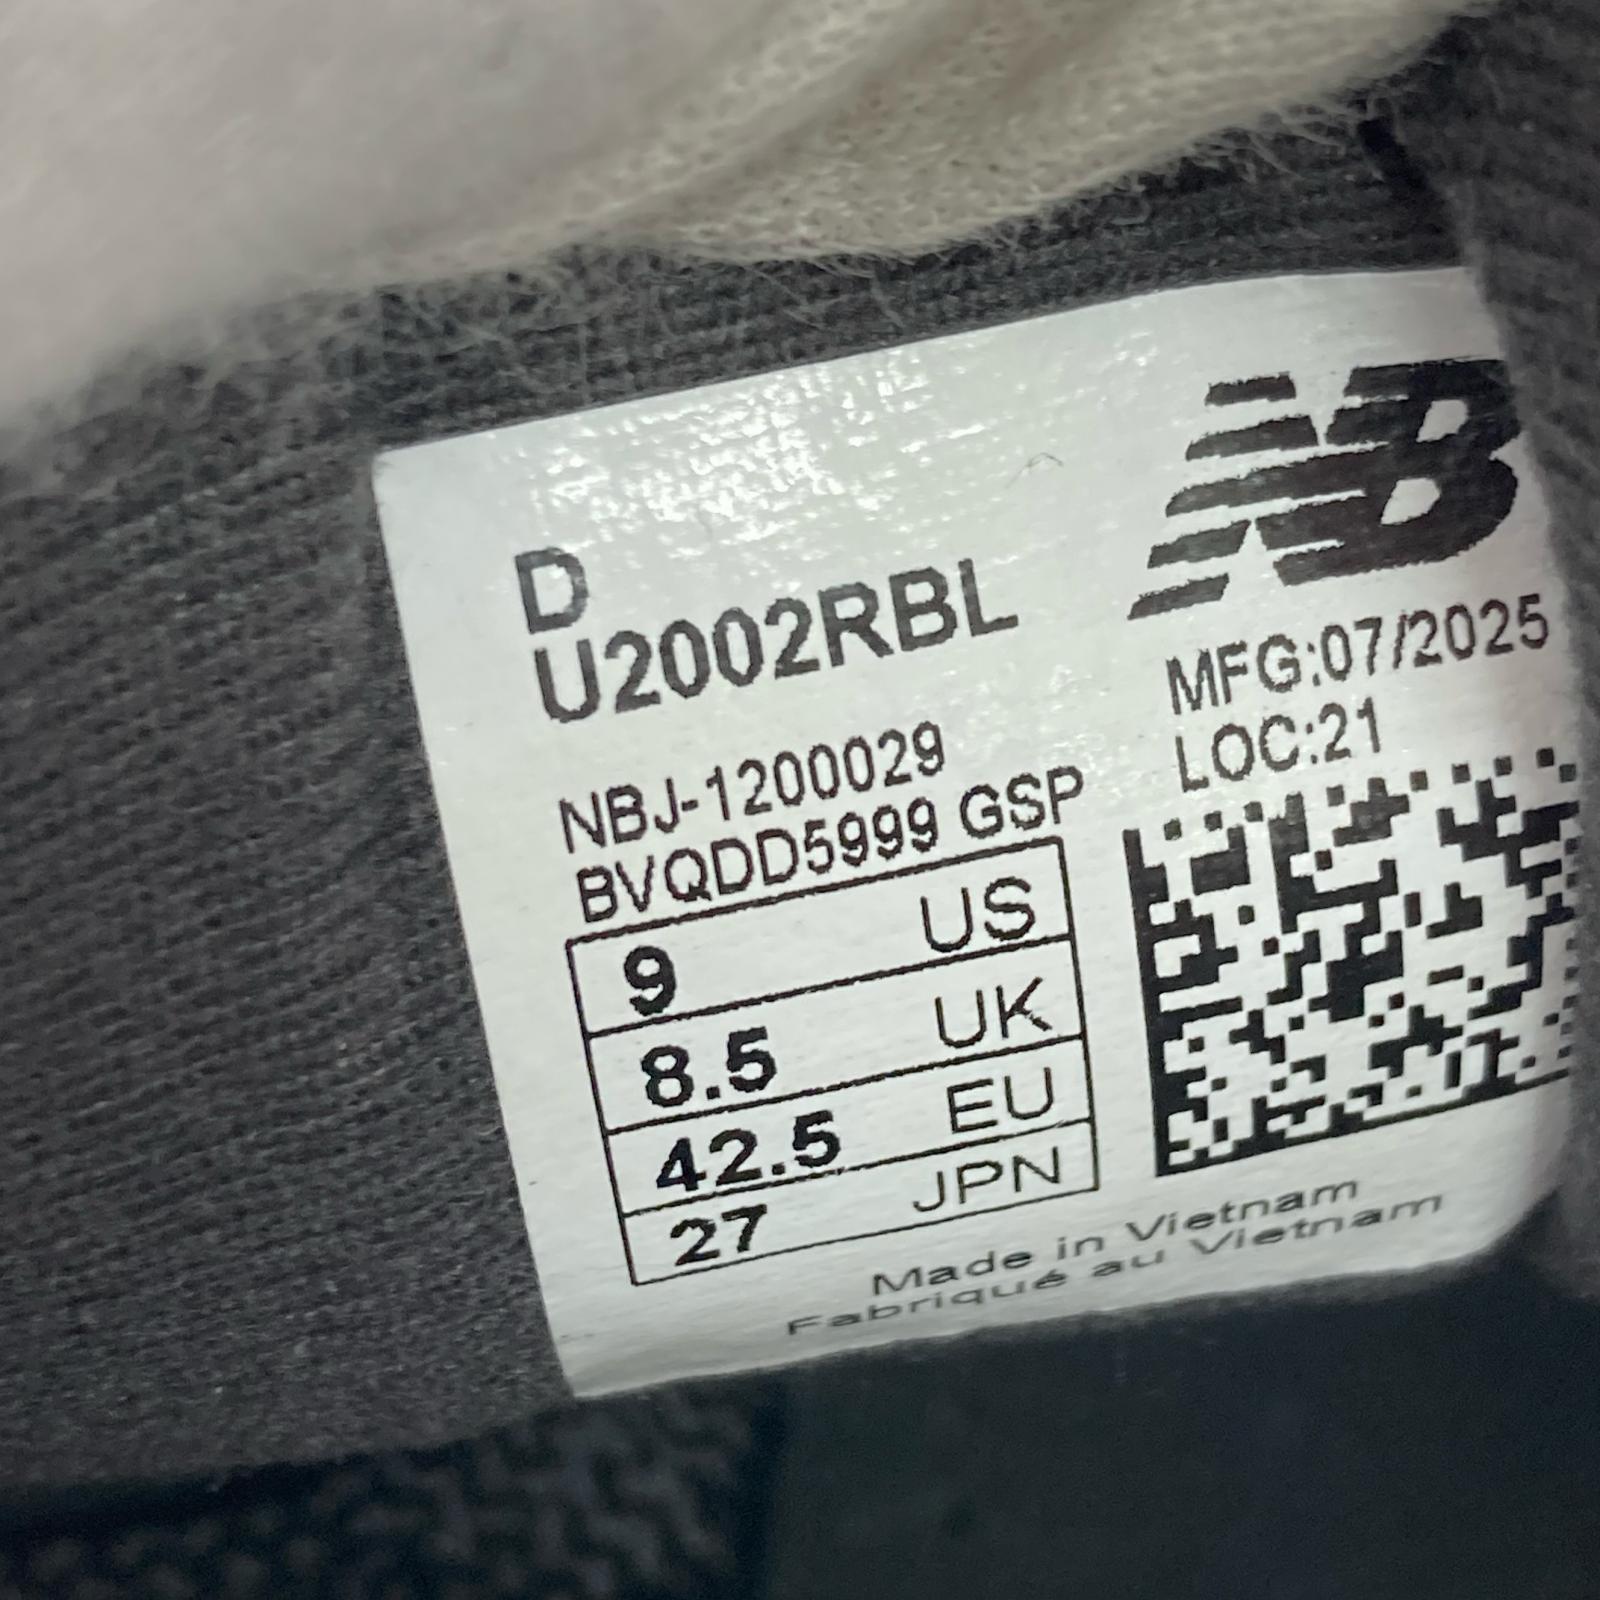 NB
D
U2002RBL
MFG:07/2025
LOC:21
NBJ-1200029
BVQDD5999 GSP
9 US
8.5 UK
42.5 EU
27 JPN
Made in Vietnam
Fabriqué au Vietnam